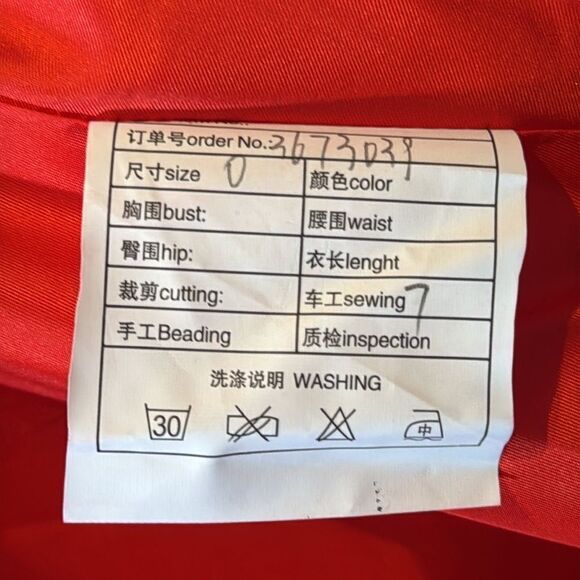 订单号order No.:3673039
尺寸size 0 颜色color
胸围bust: 腰围waist
臀围hip: 衣长lenght
裁剪cutting: 车工sewing 7
手工Beading 质检inspection
洗涤说明 WASHING
30 中